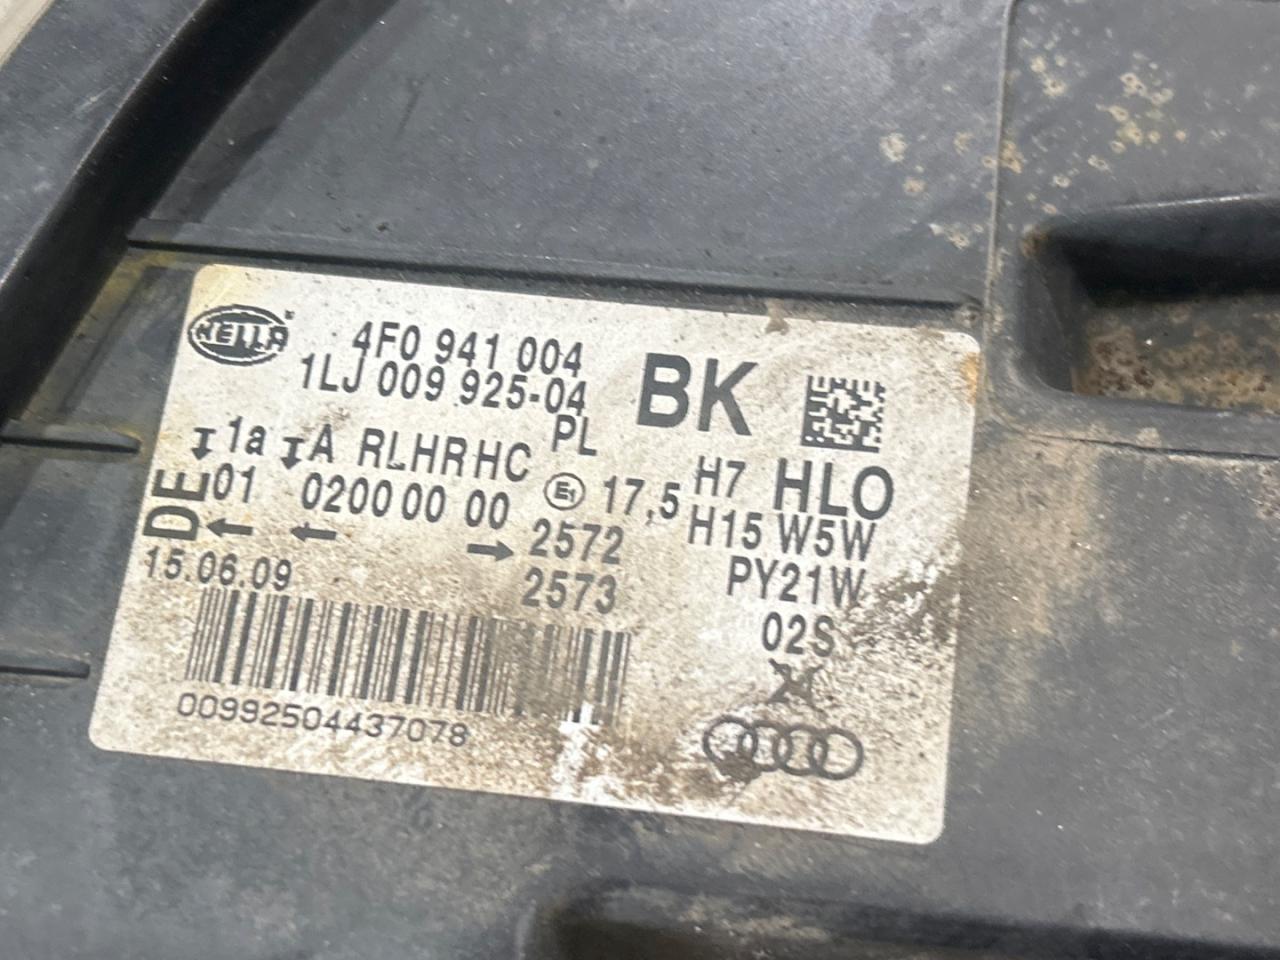 HELLA
4F0 941 004 BK
1LJ 009 925-04
PL
1a A RLHRHC H7 HLO
DE 01 0200 00 00 E1 17,5 H15 W5W
2572 PY21W
15.06.09 2573
02S
00992504437078